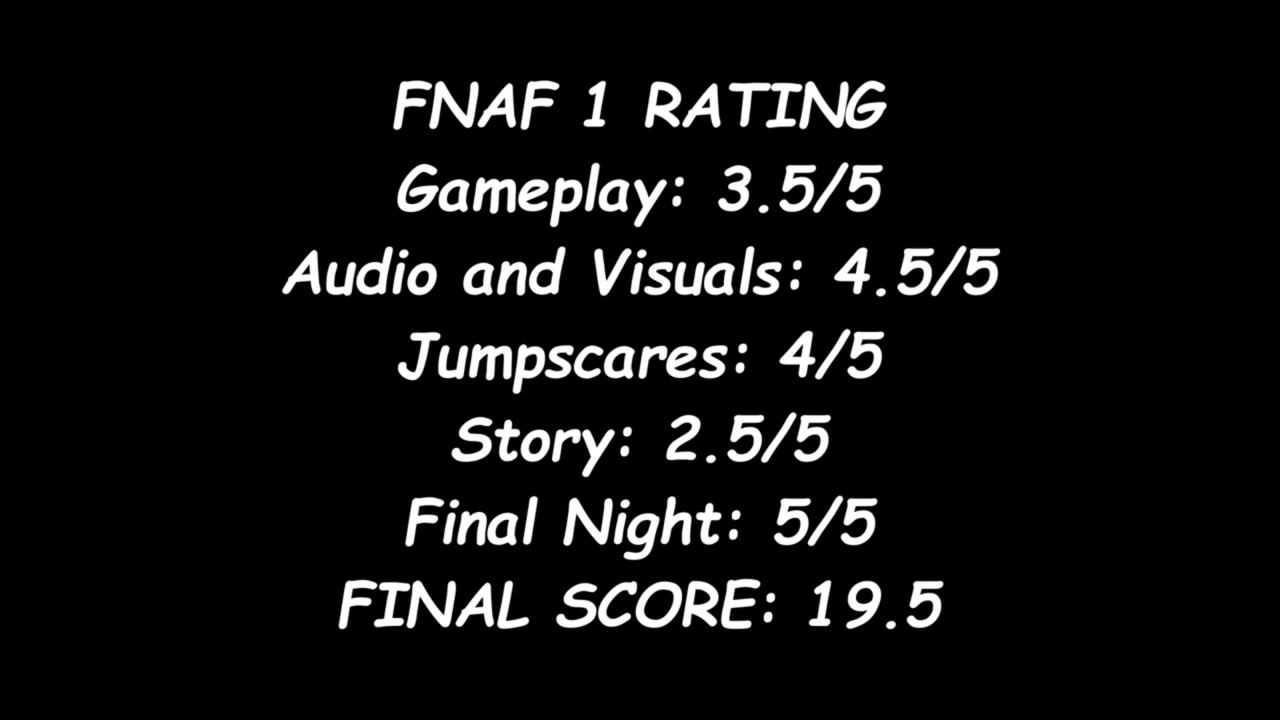 FNAF 1 RATING
Gameplay: 3.5/5
Audio and Visuals: 4.5/5
Jumpscares: 4/5
Story: 2.5/5
Final Night: 5/5
FINAL SCORE: 19.5